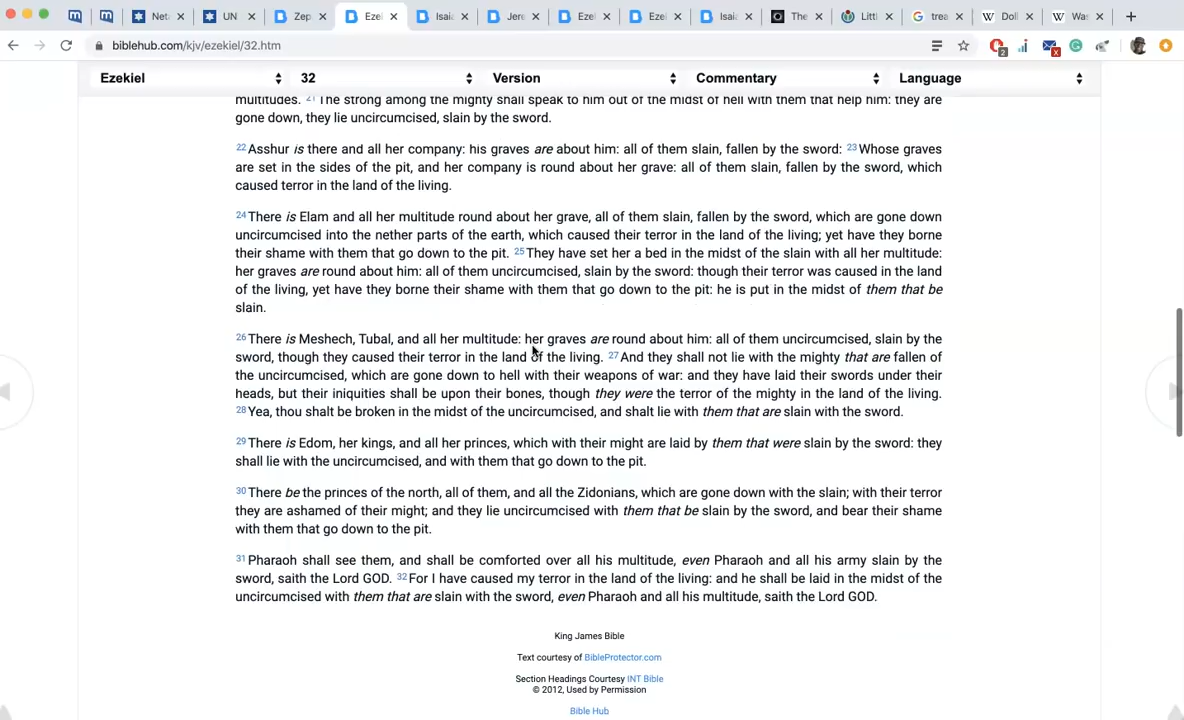 Neta
UN
Zep
Ezel
Isaia
Jere
Ezel
Ezei
Isaia
The
Littl
trea
Doll
Was
biblehub.com/kjv/ezekiel/32.htm
Ezekiel 32 Version Commentary Language
multitudes. 21 The strong among the mighty shall speak to him out of the midst of hell with them that help him: they are
gone down, they lie uncircumcised, slain by the sword.
22 Asshur is there and all her company: his graves are about him: all of them slain, fallen by the sword: 23 Whose graves
are set in the sides of the pit, and her company is round about her grave: all of them slain, fallen by the sword, which
caused terror in the land of the living.
24 There is Elam and all her multitude round about her grave, all of them slain, fallen by the sword, which are gone down
uncircumcised into the nether parts of the earth, which caused their terror in the land of the living; yet have they borne
their shame with them that go down to the pit. 25 They have set her a bed in the midst of the slain with all her multitude:
her graves are round about him: all of them uncircumcised, slain by the sword: though their terror was caused in the land
of the living, yet have they borne their shame with them that go down to the pit: he is put in the midst of them that be
slain.
26 There is Meshech, Tubal, and all her multitude: her graves are round about him: all of them uncircumcised, slain by the
sword, though they caused their terror in the land of the living. 27 And they shall not lie with the mighty that are fallen of
the uncircumcised, which are gone down to hell with their weapons of war: and they have laid their swords under their
heads, but their iniquities shall be upon their bones, though they were the terror of the mighty in the land of the living.
28 Yea, thou shalt be broken in the midst of the uncircumcised, and shalt lie with them that are slain with the sword.
29 There is Edom, her kings, and all her princes, which with their might are laid by them that were slain by the sword: they
shall lie with the uncircumcised, and with them that go down to the pit.
30 There be the princes of the north, all of them, and all the Zidonians, which are gone down with the slain; with their terror
they are ashamed of their might; and they lie uncircumcised with them that be slain by the sword, and bear their shame
with them that go down to the pit.
31 Pharaoh shall see them, and shall be comforted over all his multitude, even Pharaoh and all his army slain by the
sword, saith the Lord GOD. 32 For I have caused my terror in the land of the living: and he shall be laid in the midst of the
uncircumcised with them that are slain with the sword, even Pharaoh and all his multitude, saith the Lord GOD.
King James Bible
Text courtesy of BibleProtector.com
Section Headings Courtesy INT Bible
© 2012, Used by Permission
Bible Hub